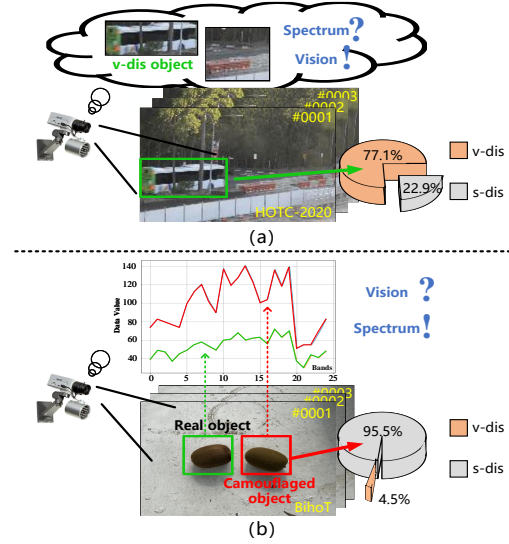 Spectrum?
Vision!
v-dis object
#0003
#0002
#0001
77.1%
22.9%
v-dis
s-dis
HOTC-2020
(a)
140
120
100
80
60
40
Data Value
0 5 10 15 20 25
Bands
Vision ?
Spectrum!
#0003
#0002
#0001
Real object
Camouflaged
object
BihoT
95.5%
4.5%
v-dis
s-dis
(b)